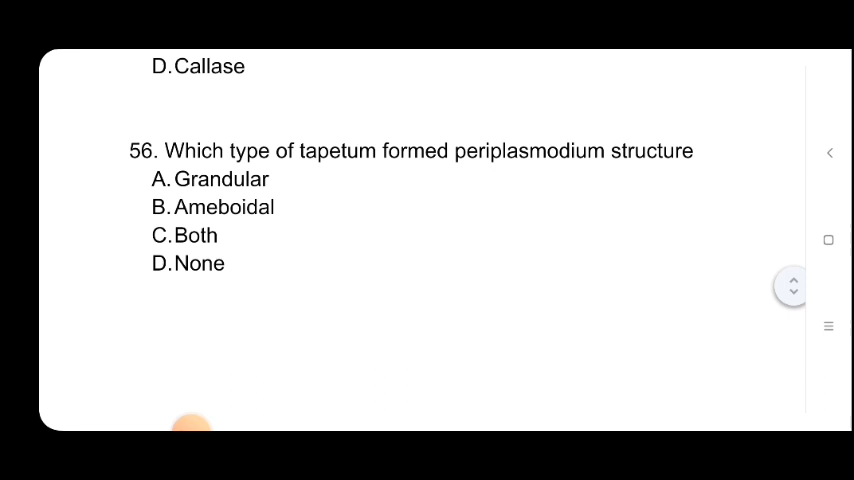 D.Callase
56. Which type of tapetum formed periplasmodium structure
A.Grandular
B.Ameboidal
C.Both
D.None